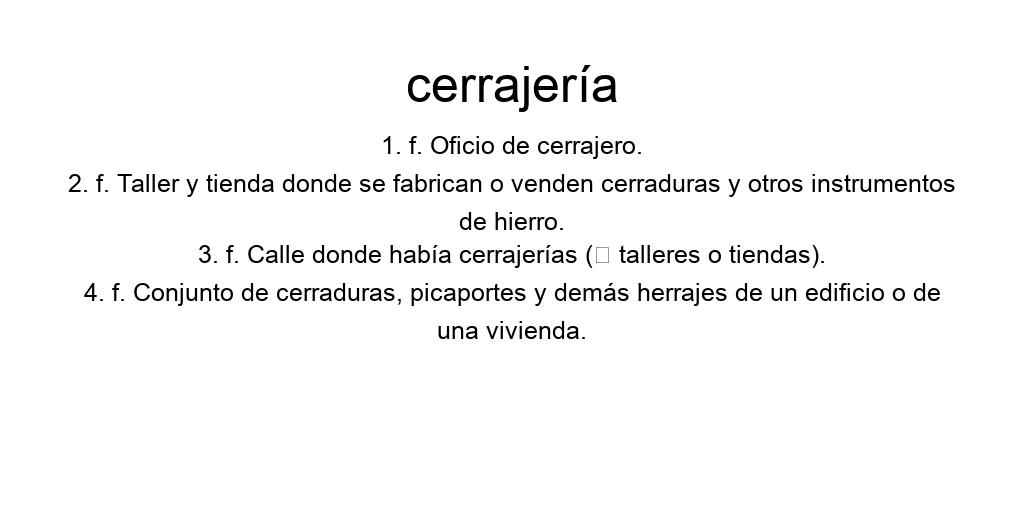 cerrajería
1. f. Oficio de cerrajero.
2. f. Taller y tienda donde se fabrican o venden cerraduras y otros instrumentos
de hierro.
3. f. Calle donde había cerrajerías (□ talleres o tiendas).
4. f. Conjunto de cerraduras, picaportes y demás herrajes de un edificio o de
una vivienda.